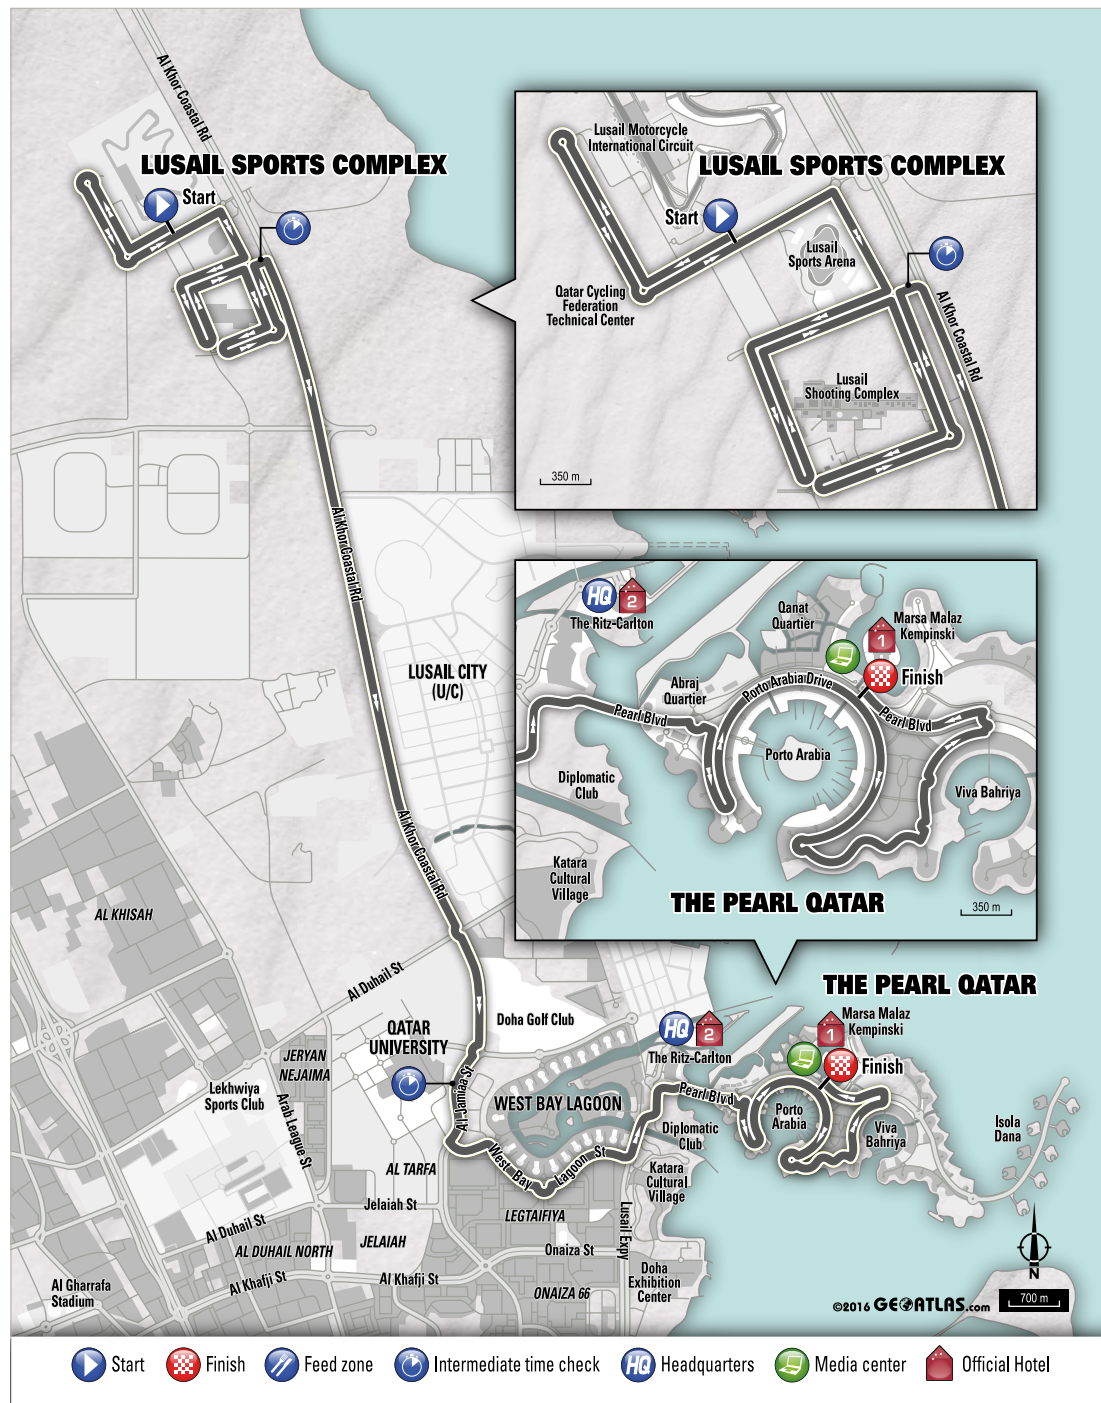 Al Khor Coastal Rd
LUSAIL SPORTS COMPLEX
Start
Lusail Motorcycle
International Circuit
LUSAIL SPORTS COMPLEX
Start
Lusail
Sports Arena
Qatar Cycling
Federation
Technical Center
Al Khor Coastal Rd
Lusail
Shooting Complex
350 m
Al Khor Coastal Rd
LUSAIL CITY
(U/C)
HQ
2
The Ritz-Carlton
Qanat
Quartier
Marsa Malaz
Kempinski
1
Finish
Abraj
Quartier
Porto Arabia Drive
Pearl Blvd
Pearl Blvd
Porto Arabia
Diplomatic
Club
Viva Bahriya
Katara
Cultural
Village
THE PEARL QATAR
350 m
Al Khor Coastal Rd
AL KHISAH
Al Duhail St
THE PEARL QATAR
Marsa Malaz
Kempinski
1
Finish
Doha Golf Club
QATAR
UNIVERSITY
HQ
2
The Ritz-Carlton
JERYAN
NEJAIMA
Lekhwiya
Sports Club
Arab League St
Al Jamiaa St
WEST BAY LAGOON
Pearl Blvd
Porto
Arabia
Viva
Bahriya
Isola
Dana
Diplomatic
Club
AL TARFA
West Bay Lagoon St
Katara
Cultural
Village
Jelaiah St
LEGTAIFIYA
Lusail Expy
Al Duhail St
AL DUHAIL NORTH
JELAIAH
Onaiza St
Al Khafji St
Al Khafji St
ONAIZA 66
Doha
Exhibition
Center
Al Gharrafa
Stadium
N
700 m
©2016 GEOATLAS.com
Start
Finish
Feed zone
Intermediate time check
HQ
Headquarters
Media center
Official Hotel